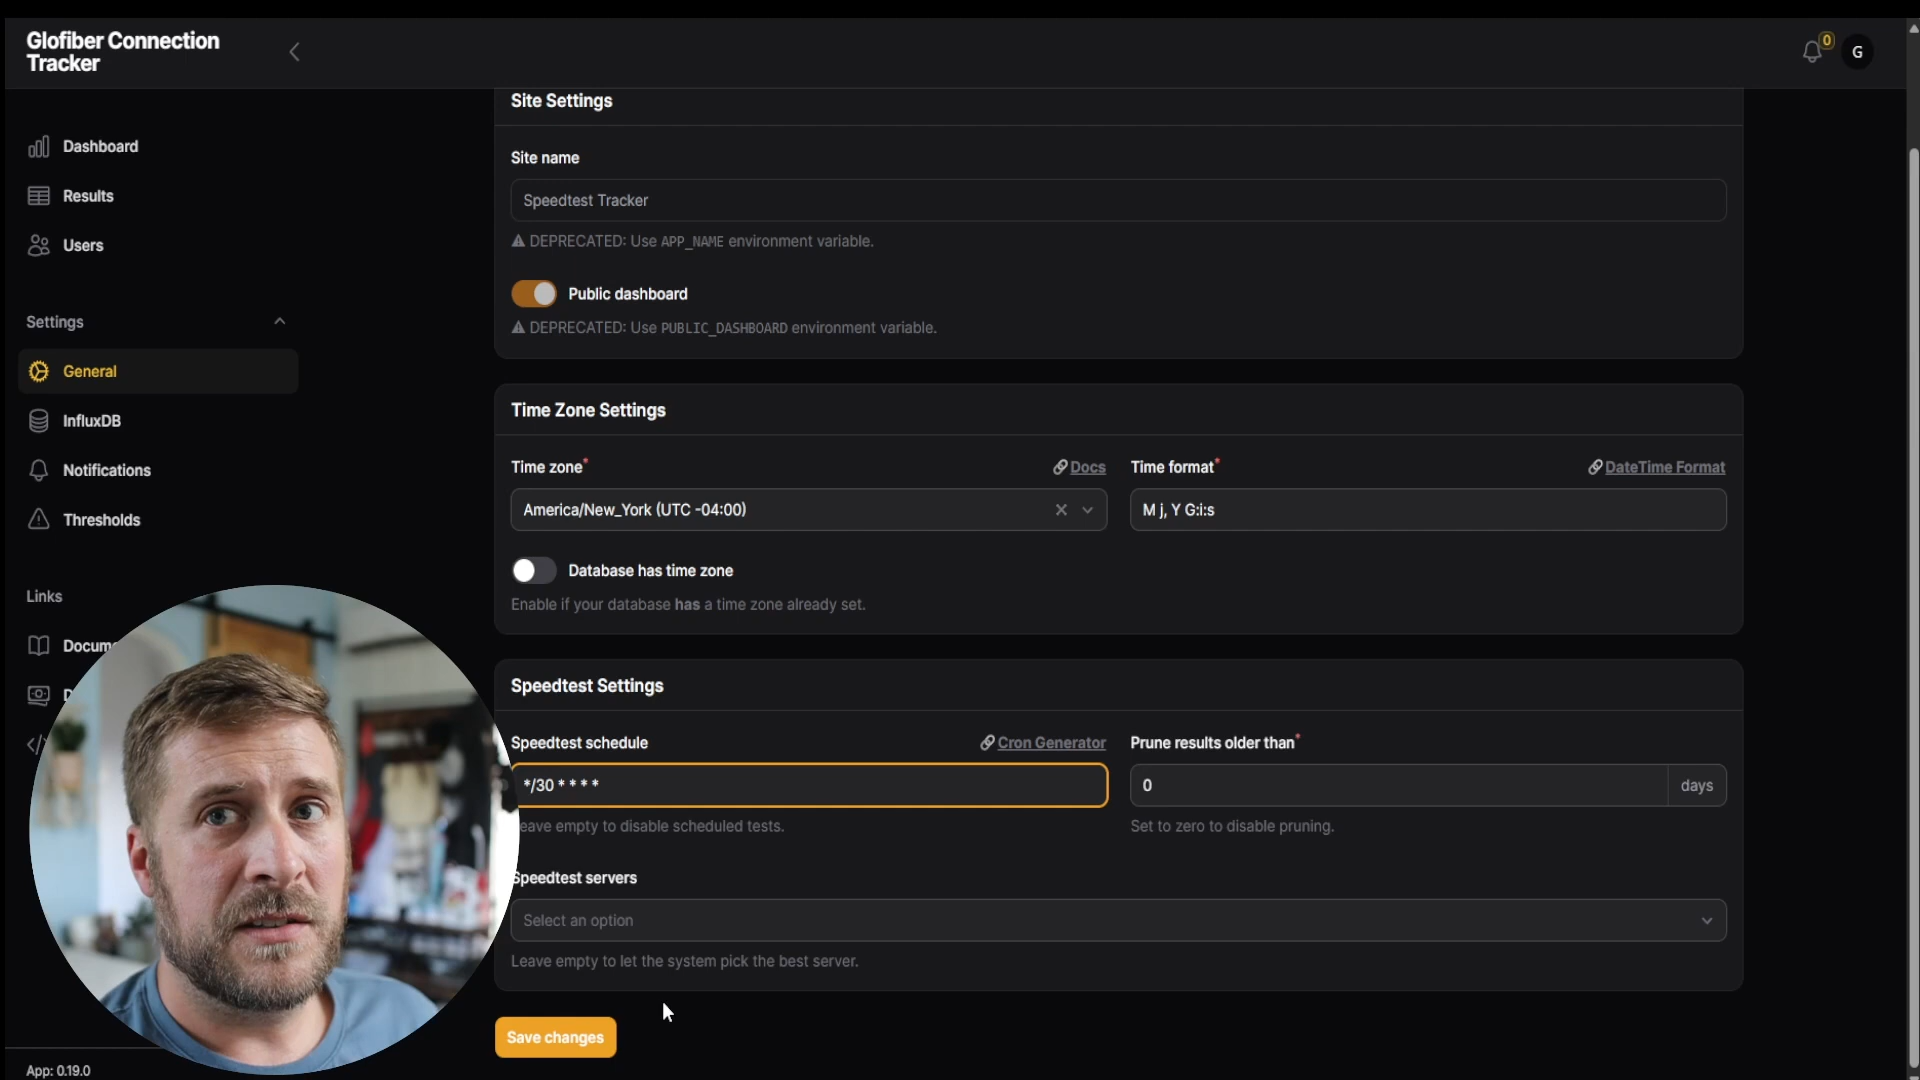 Glofiber Connection
Tracker
0
G
Dashboard
Results
Users
Settings
General
InfluxDB
Notifications
Thresholds
Links
App: 0.19.0
Site Settings
Site name
Speedtest Tracker
DEPRECATED: Use APP_NAME environment variable.
Public dashboard
DEPRECATED: Use PUBLIC_DASHBOARD environment variable.
Time Zone Settings
Time zone* Docs
America/New_York (UTC -04:00)
Time format* DateTime Format
M j, Y G:i:s
Database has time zone
Enable if your database has a time zone already set.
Speedtest Settings
Speedtest schedule Cron Generator
*/30 * * * *
eave empty to disable scheduled tests.
Prune results older than*
0 days
Set to zero to disable pruning.
Speedtest servers
Select an option
Leave empty to let the system pick the best server.
Save changes